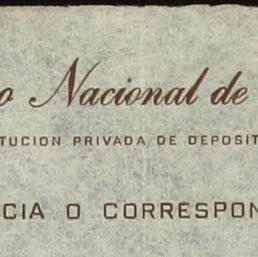 o Nacional de
TUCION PRIVADA DE DEPOSIT
CIA O CORRESPON